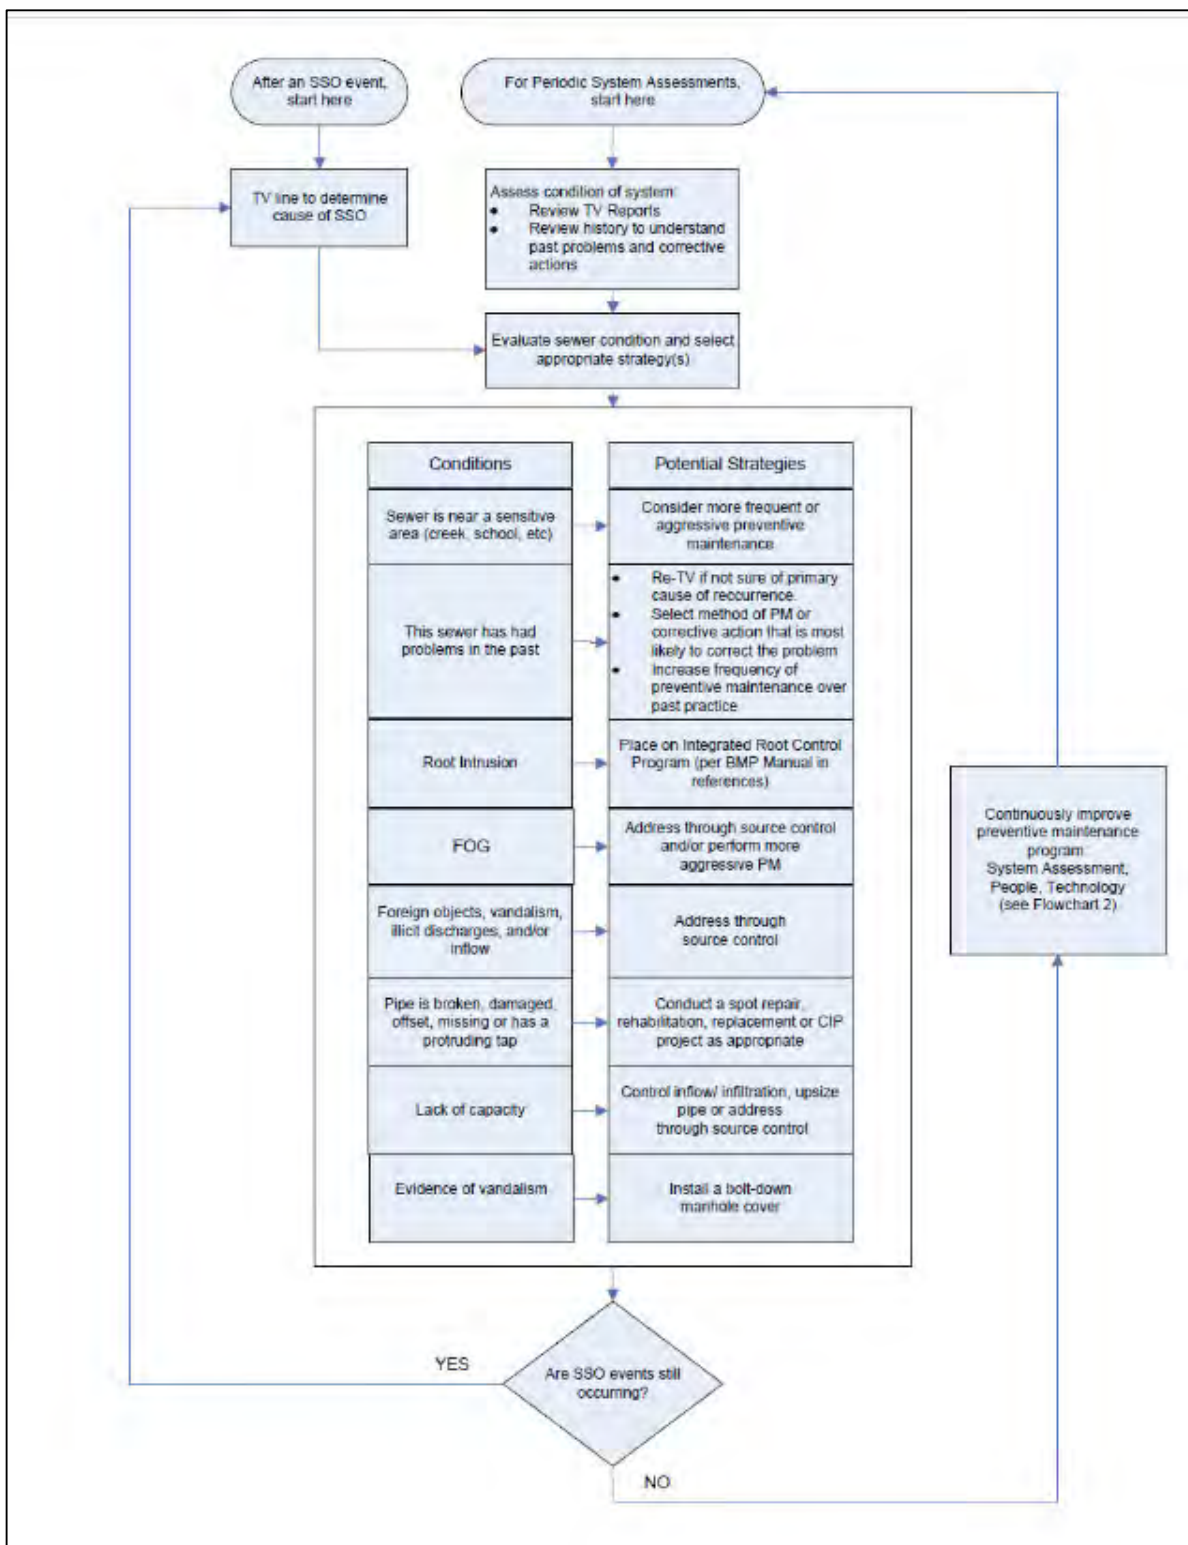 After an SSO event,
start here
For Periodic System Assessments,
start here
TV line to determine
cause of SSO
Assess condition of system:
● Review TV Reports
● Review history to understand
past problems and corrective
actions
Evaluate sewer condition and select
appropriate strategy(s)
Conditions
Potential Strategies
Sewer is near a sensitive
area (creek, school, etc)
Consider more frequent or
aggressive preventive
maintenance
This sewer has had
problems in the past
● Re-TV if not sure of primary
cause of reccurrence.
● Select method of PM or
corrective action that is most
likely to correct the problem
● Increase frequency of
preventive maintenance over
past practice
Root Intrusion
Place on Integrated Root Control
Program (per BMP Manual in
references)
FOG
Address through source control
and/or perform more
aggressive PM
Foreign objects, vandalism,
illicit discharges, and/or
inflow
Address through
source control
Pipe is broken, damaged,
offset, missing or has a
protruding tap
Conduct a spot repair,
rehabilitation, replacement or CIP
project as appropriate
Lack of capacity
Control inflow/ infiltration, upsize
pipe or address
through source control
Evidence of vandalism
Install a bolt-down
manhole cover
Continuously improve
preventive maintenance
program:
System Assessment,
People, Technology
(see Flowchart 2)
YES
Are SSO events still
occurring?
NO